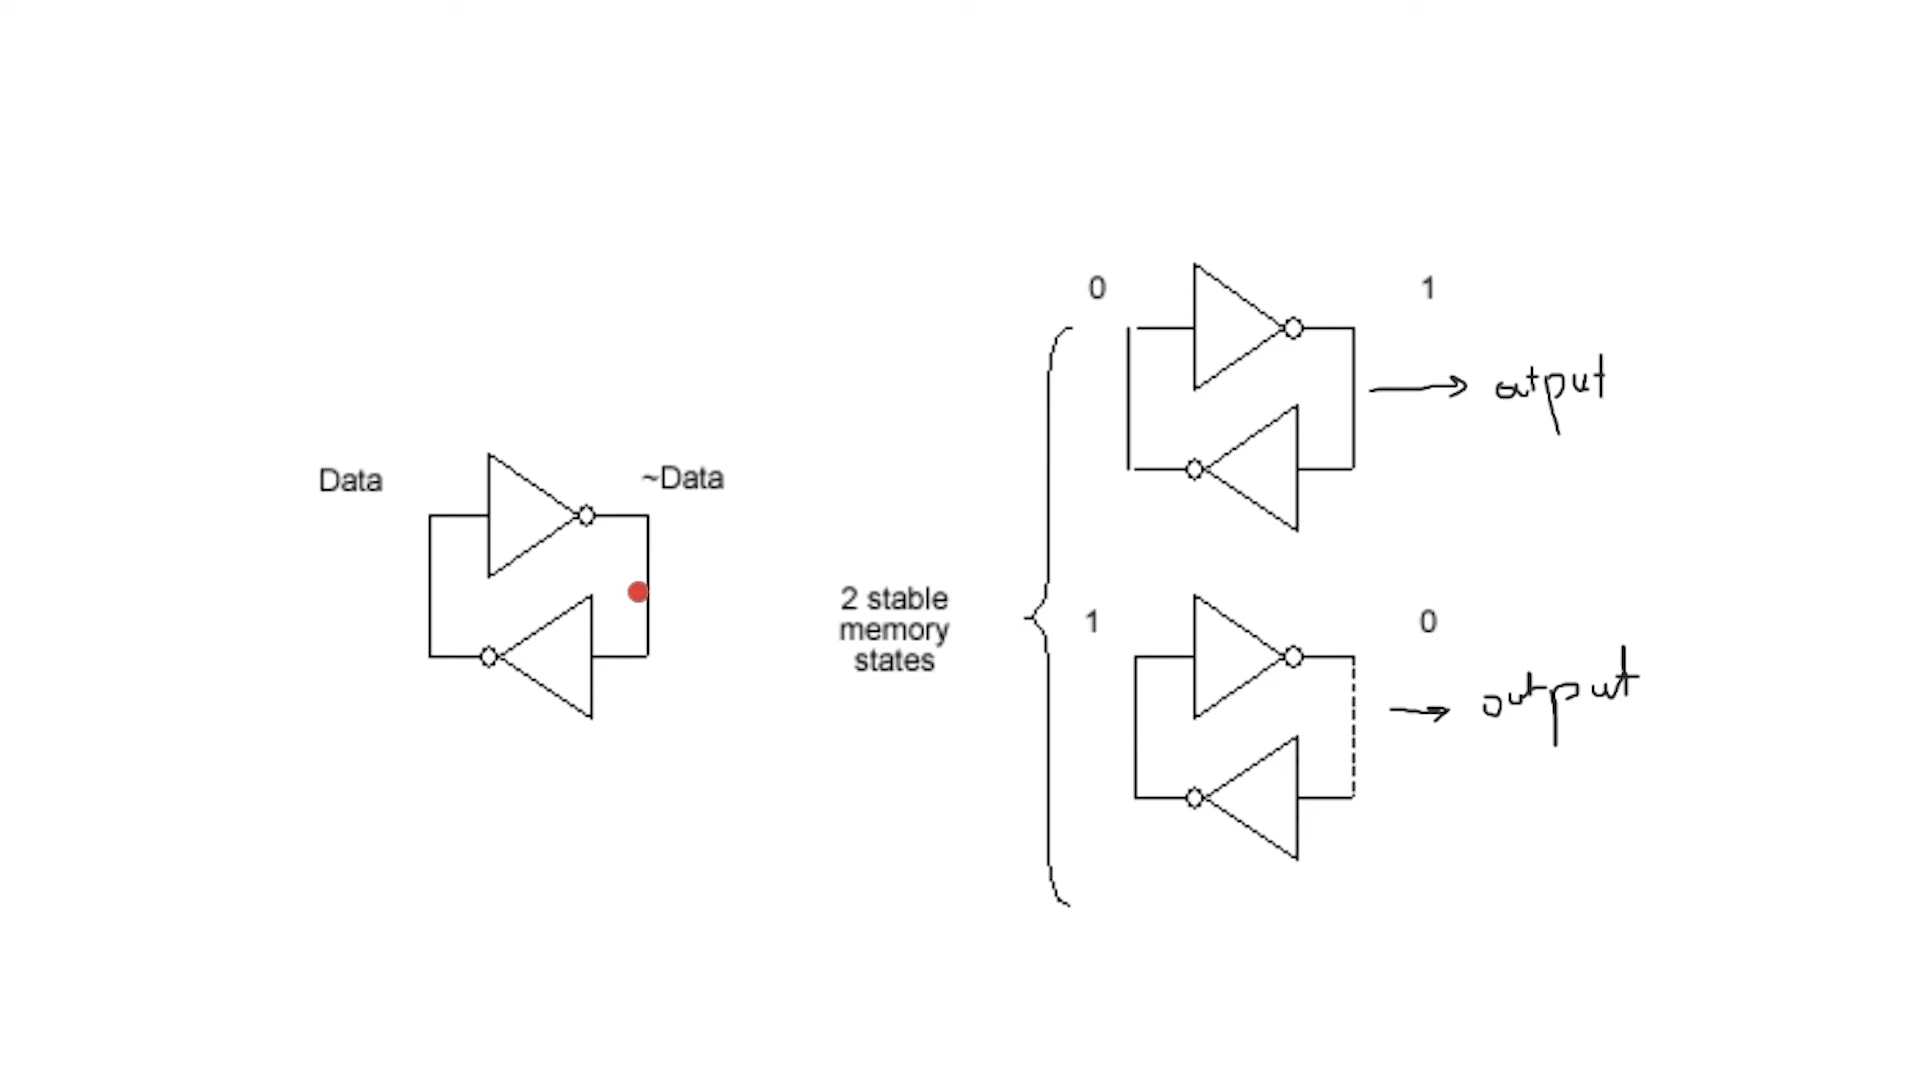 Data
~Data
2 stable
memory
states
0
1
output
1
0
output